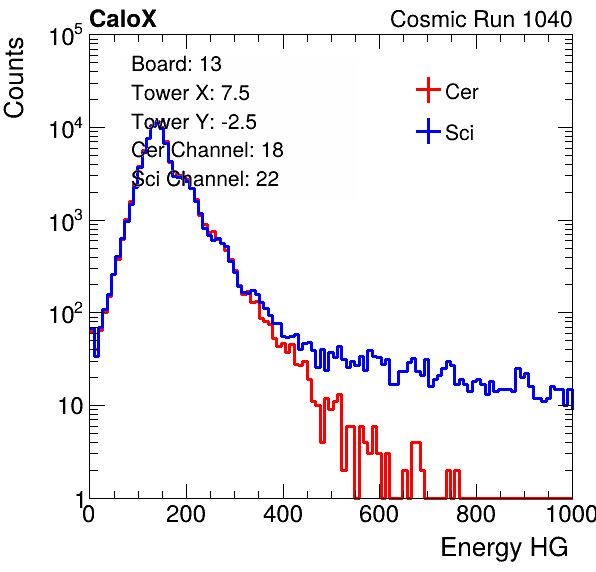 CaloX Cosmic Run 1040
Counts
Board: 13
Tower X: 7.5
Tower Y: -2.5
Cer Channel: 18
Sci Channel: 22
Cer
Sci
10^5
10^4
10^3
10^2
10
1
0 200 400 600 800 1000
Energy HG